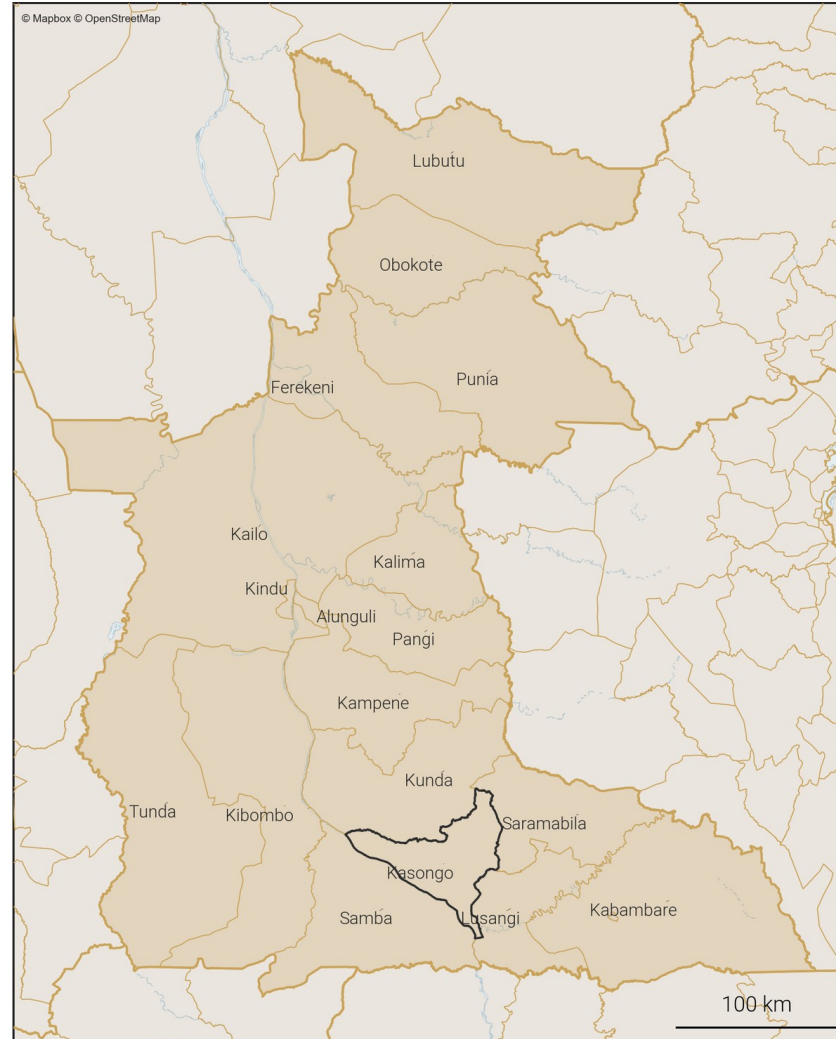 © Mapbox © OpenStreetMap
Lubutu
Obokote
Punia
Ferekeni
Kailo
Kalima
Kindu
Alunguli
Pangi
Kampene
Kunda
Tunda
Kibombo
Saramabila
Kasongo
Samba
Lusangi
Kabambare
100 km